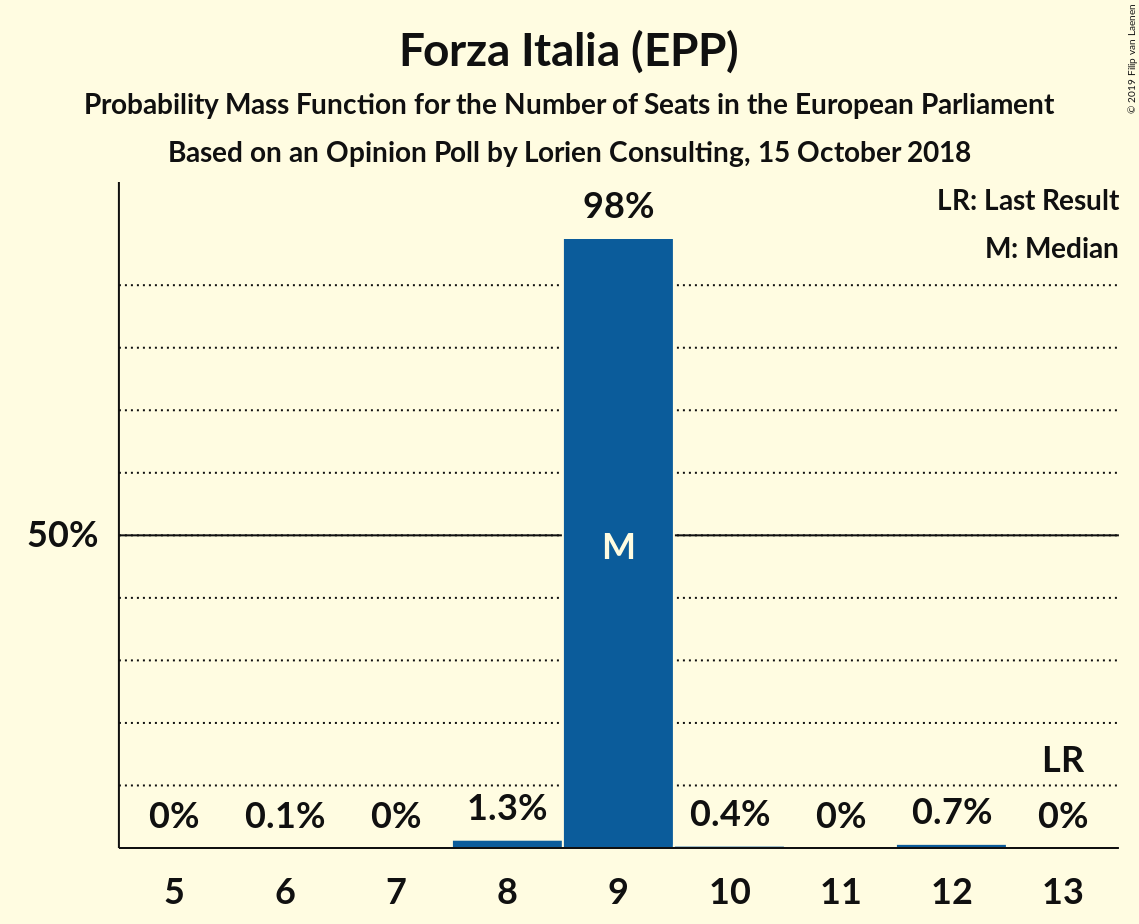 Forza Italia (EPP)
Probability Mass Function for the Number of Seats in the European Parliament
Based on an Opinion Poll by Lorien Consulting, 15 October 2018
© 2019 Filip van Laenen
LR: Last Result
M: Median
98%
50%
M
LR
0% 0.1% 0% 1.3% 0.4% 0% 0.7% 0%
5 6 7 8 9 10 11 12 13